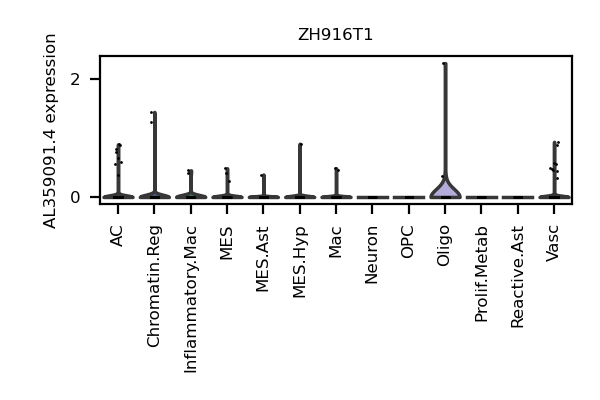 ZH916T1
AL359091.4 expression
2
0
AC
Chromatin.Reg
Inflammatory.Mac
MES
MES.Ast
MES.Hyp
Mac
Neuron
OPC
Oligo
Prolif.Metab
Reactive.Ast
Vasc